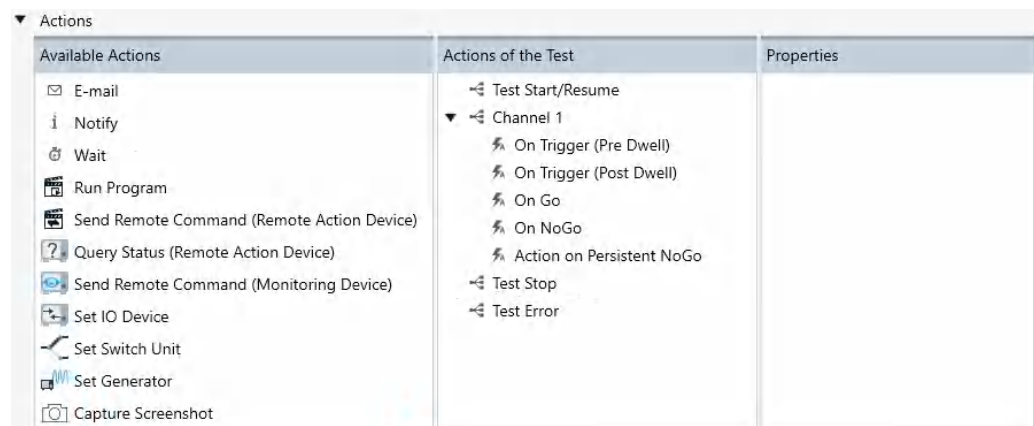 Actions
Available Actions
E-mail
Notify
Wait
Run Program
Send Remote Command (Remote Action Device)
Query Status (Remote Action Device)
Send Remote Command (Monitoring Device)
Set IO Device
Set Switch Unit
Set Generator
Capture Screenshot
Actions of the Test
Test Start/Resume
Channel 1
On Trigger (Pre Dwell)
On Trigger (Post Dwell)
On Go
On NoGo
Action on Persistent NoGo
Test Stop
Test Error
Properties